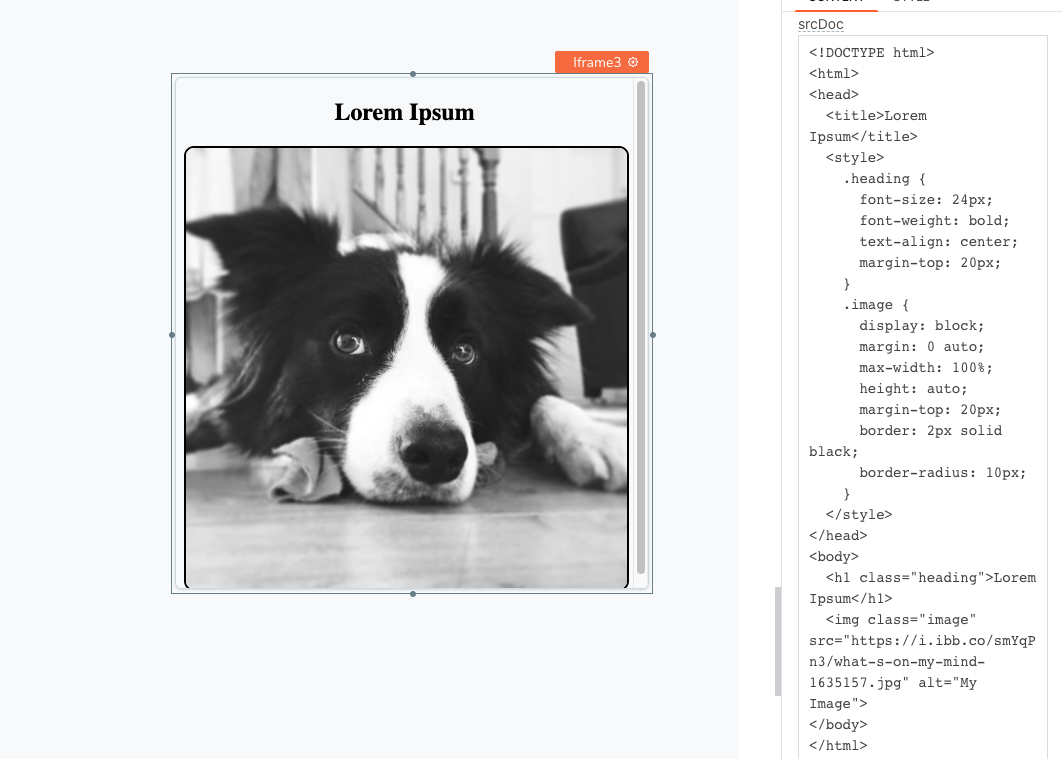 Iframe3
Lorem Ipsum
srcDoc
<!DOCTYPE html>
<html>
<head>
  <title>Lorem
Ipsum</title>
  <style>
    .heading {
      font-size: 24px;
      font-weight: bold;
      text-align: center;
      margin-top: 20px;
    }
    .image {
      display: block;
      margin: 0 auto;
      max-width: 100%;
      height: auto;
      margin-top: 20px;
      border: 2px solid
black;
      border-radius: 10px;
    }
  </style>
</head>
<body>
  <h1 class="heading">Lorem
Ipsum</h1>
  <img class="image"
src="https://i.ibb.co/smYqP
n3/what-s-on-my-mind-
1635157.jpg" alt="My
Image">
</body>
</html>